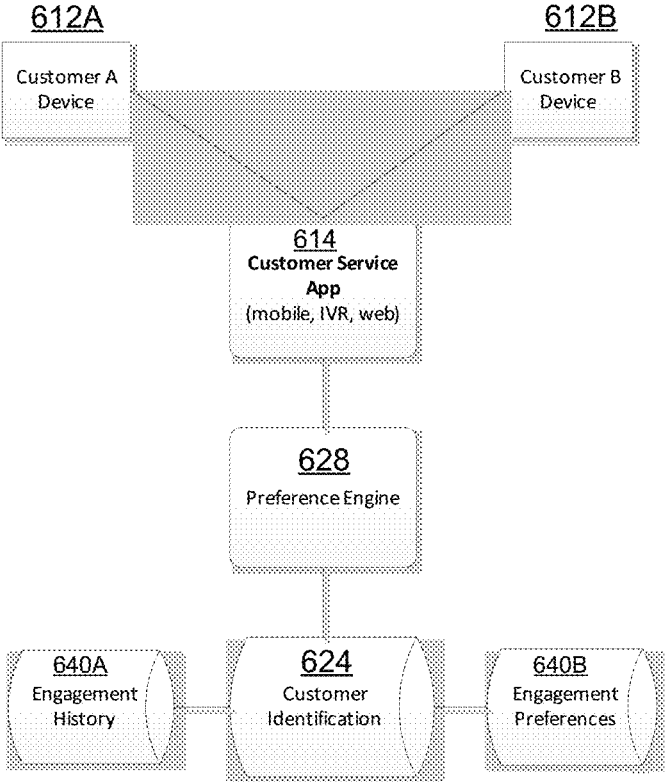 612A
612B
Customer A
Device
Customer B
Device
614
Customer Service
App
(mobile, IVR, web)
628
Preference Engine
640A
Engagement
History
624
Customer
Identification
640B
Engagement
Preferences